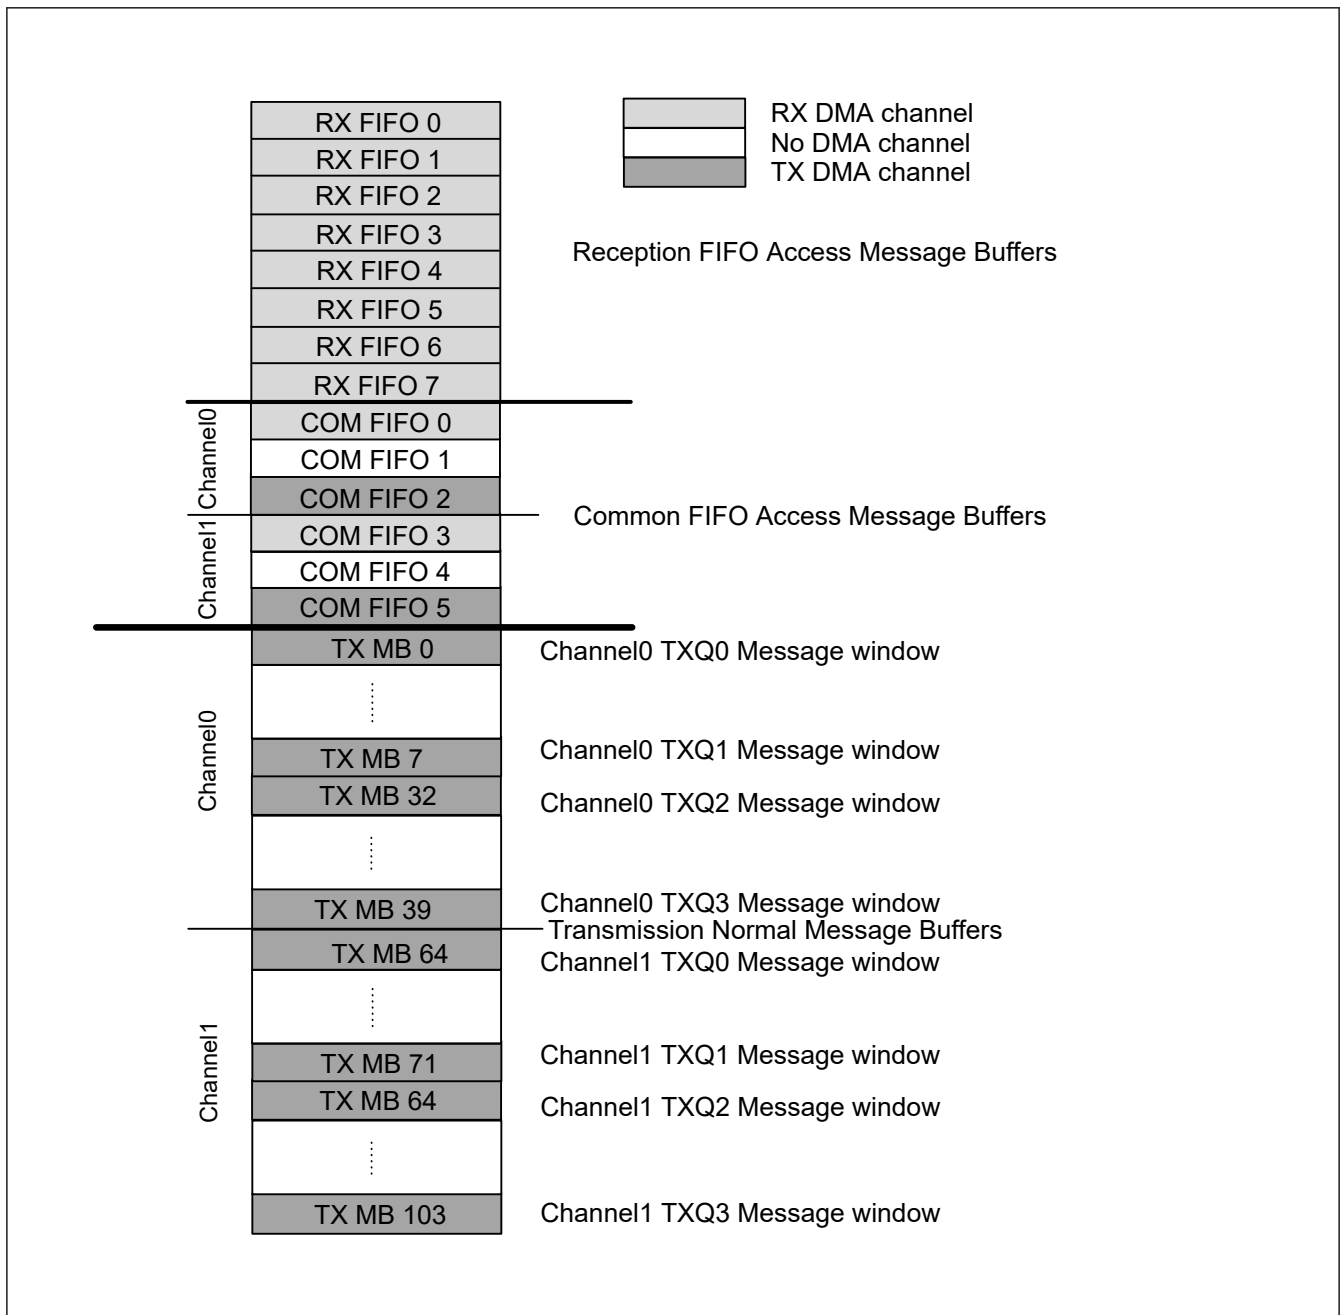 RX FIFO 0
RX FIFO 1
RX FIFO 2
RX FIFO 3
RX FIFO 4
RX FIFO 5
RX FIFO 6
RX FIFO 7
RX DMA channel
No DMA channel
TX DMA channel
Reception FIFO Access Message Buffers
Channel0
COM FIFO 0
COM FIFO 1
COM FIFO 2
Common FIFO Access Message Buffers
Channel1
COM FIFO 3
COM FIFO 4
COM FIFO 5
Channel0
TX MB 0
Channel0 TXQ0 Message window
TX MB 7
Channel0 TXQ1 Message window
TX MB 32
Channel0 TXQ2 Message window
TX MB 39
Channel0 TXQ3 Message window
Transmission Normal Message Buffers
Channel1
TX MB 64
Channel1 TXQ0 Message window
TX MB 71
Channel1 TXQ1 Message window
TX MB 64
Channel1 TXQ2 Message window
TX MB 103
Channel1 TXQ3 Message window